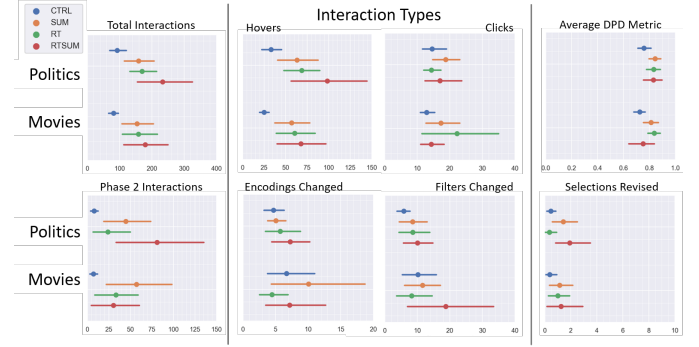 CTRL
SUM
RT
RTSUM
Interaction Types
Total Interactions
Hovers
Clicks
Average DPD Metric
Politics
Movies
0 100 200 300 400
0 25 50 75 100 125 150
0 10 20 30 40
0.0 0.2 0.4 0.6 0.8 1.0
Phase 2 Interactions
Encodings Changed
Filters Changed
Selections Revised
Politics
Movies
0 25 50 75 100 125 150
0 5 10 15 20
0 10 20 30 40
0 2 4 6 8 10